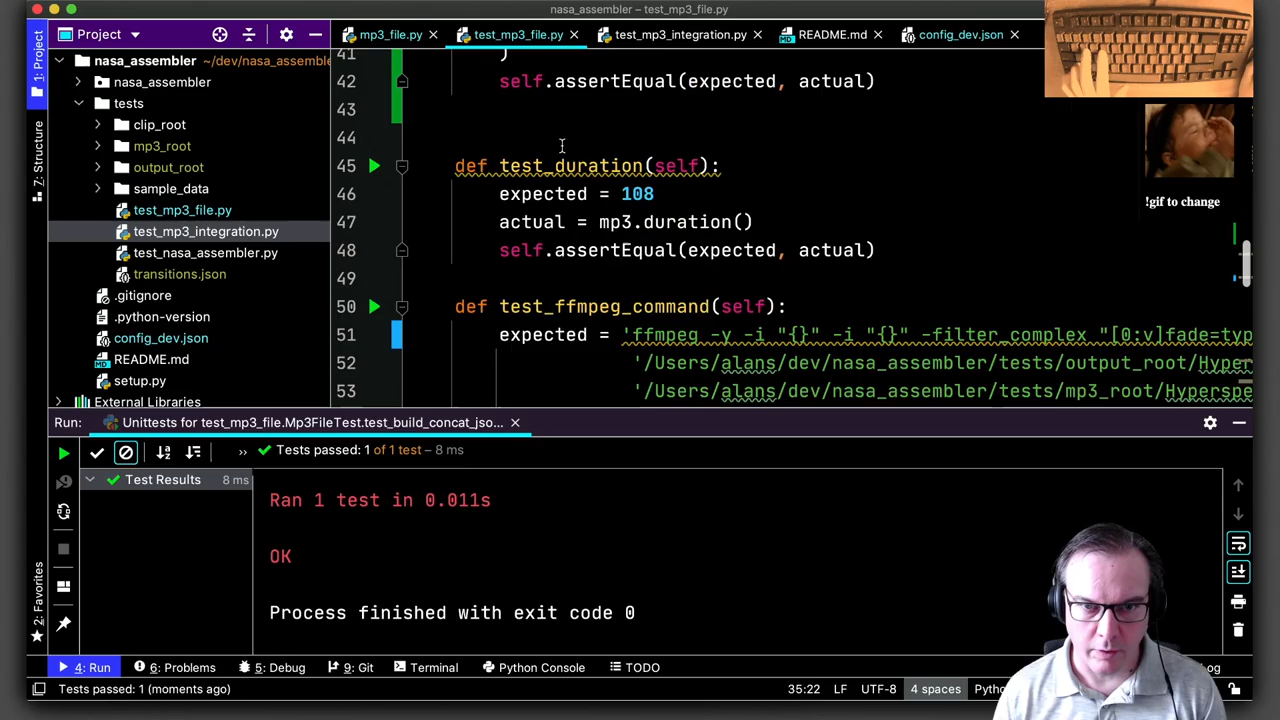 nasa_assembler – test_mp3_file.py
Project
mp3_file.py
test_mp3_file.py
test_mp3_integration.py
README.md
config_dev.json
1: Project
7: Structure
2: Favorites
nasa_assembler ~/dev/nasa_assemble
nasa_assembler
tests
clip_root
mp3_root
output_root
sample_data
test_mp3_file.py
test_mp3_integration.py
test_nasa_assembler.py
transitions.json
.gitignore
.python-version
config_dev.json
README.md
setup.py
External Libraries
41 )
42 self.assertEqual(expected, actual)
43
44
45 def test_duration(self):
46 expected = 108
47 actual = mp3.duration()
48 self.assertEqual(expected, actual)
49
50 def test_ffmpeg_command(self):
51 expected = 'ffmpeg -y -i "{}" -i "{}" -filter_complex "[0:v]fade=typ
52 '/Users/alans/dev/nasa_assembler/tests/output_root/Hyper
53 '/Users/alans/dev/nasa_assembler/tests/mp3_root/Hyperspe
!gif to change
Run: Unittests for test_mp3_file.Mp3FileTest.test_build_concat_jso...
» Tests passed: 1 of 1 test – 8 ms
Test Results 8 ms
Ran 1 test in 0.011s
OK
Process finished with exit code 0
4: Run
6: Problems
5: Debug
9: Git
Terminal
Python Console
TODO
Tests passed: 1 (moments ago)
35:22
LF
UTF-8
4 spaces